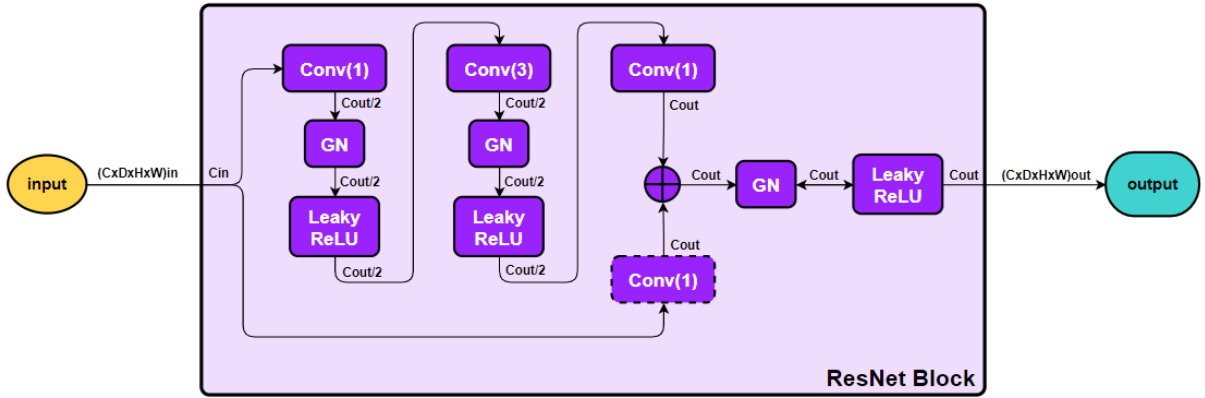 input
(CxDxHxW)in
Cin
Conv(1)
Cout/2
GN
Cout/2
Leaky
ReLU
Cout/2
Conv(3)
Cout/2
GN
Cout/2
Leaky
ReLU
Cout/2
Conv(1)
Cout
Cout
Conv(1)
Cout
GN
Cout
Leaky
ReLU
Cout
(CxDxHxW)out
output
ResNet Block